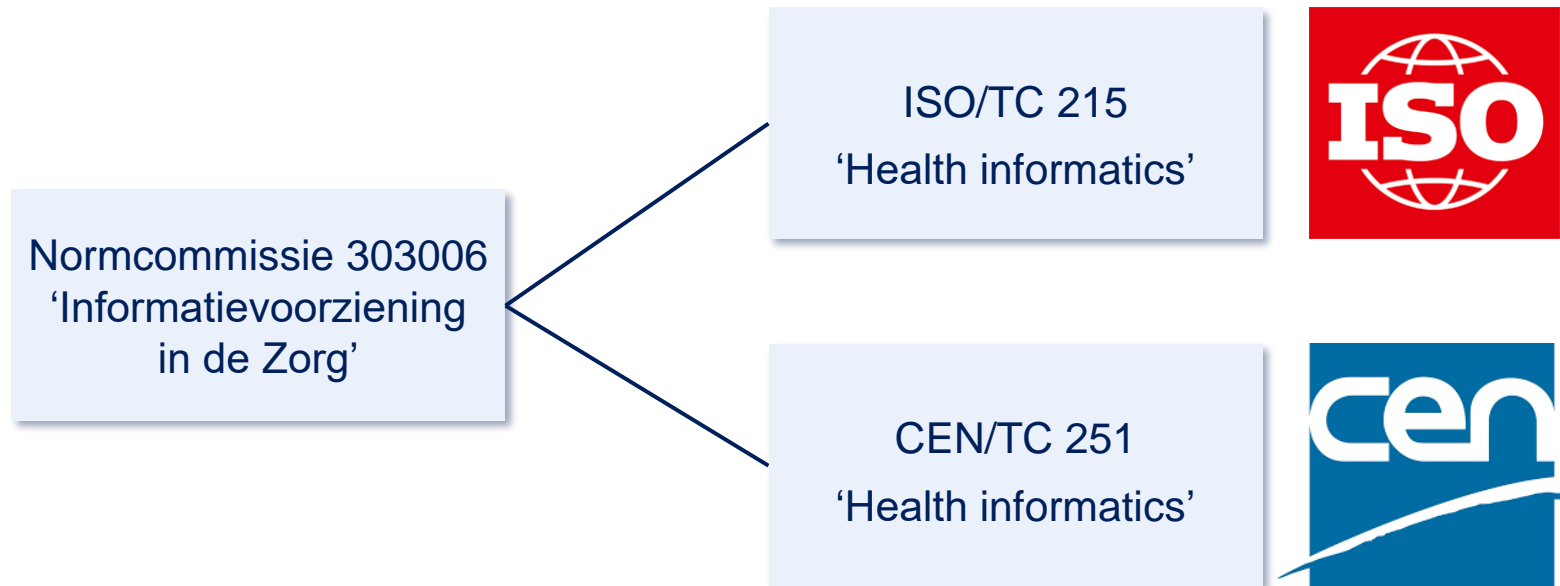 Normcommissie 303006
‘Informatievoorziening
in de Zorg’
ISO/TC 215
‘Health informatics’
ISO
CEN/TC 251
‘Health informatics’
cen